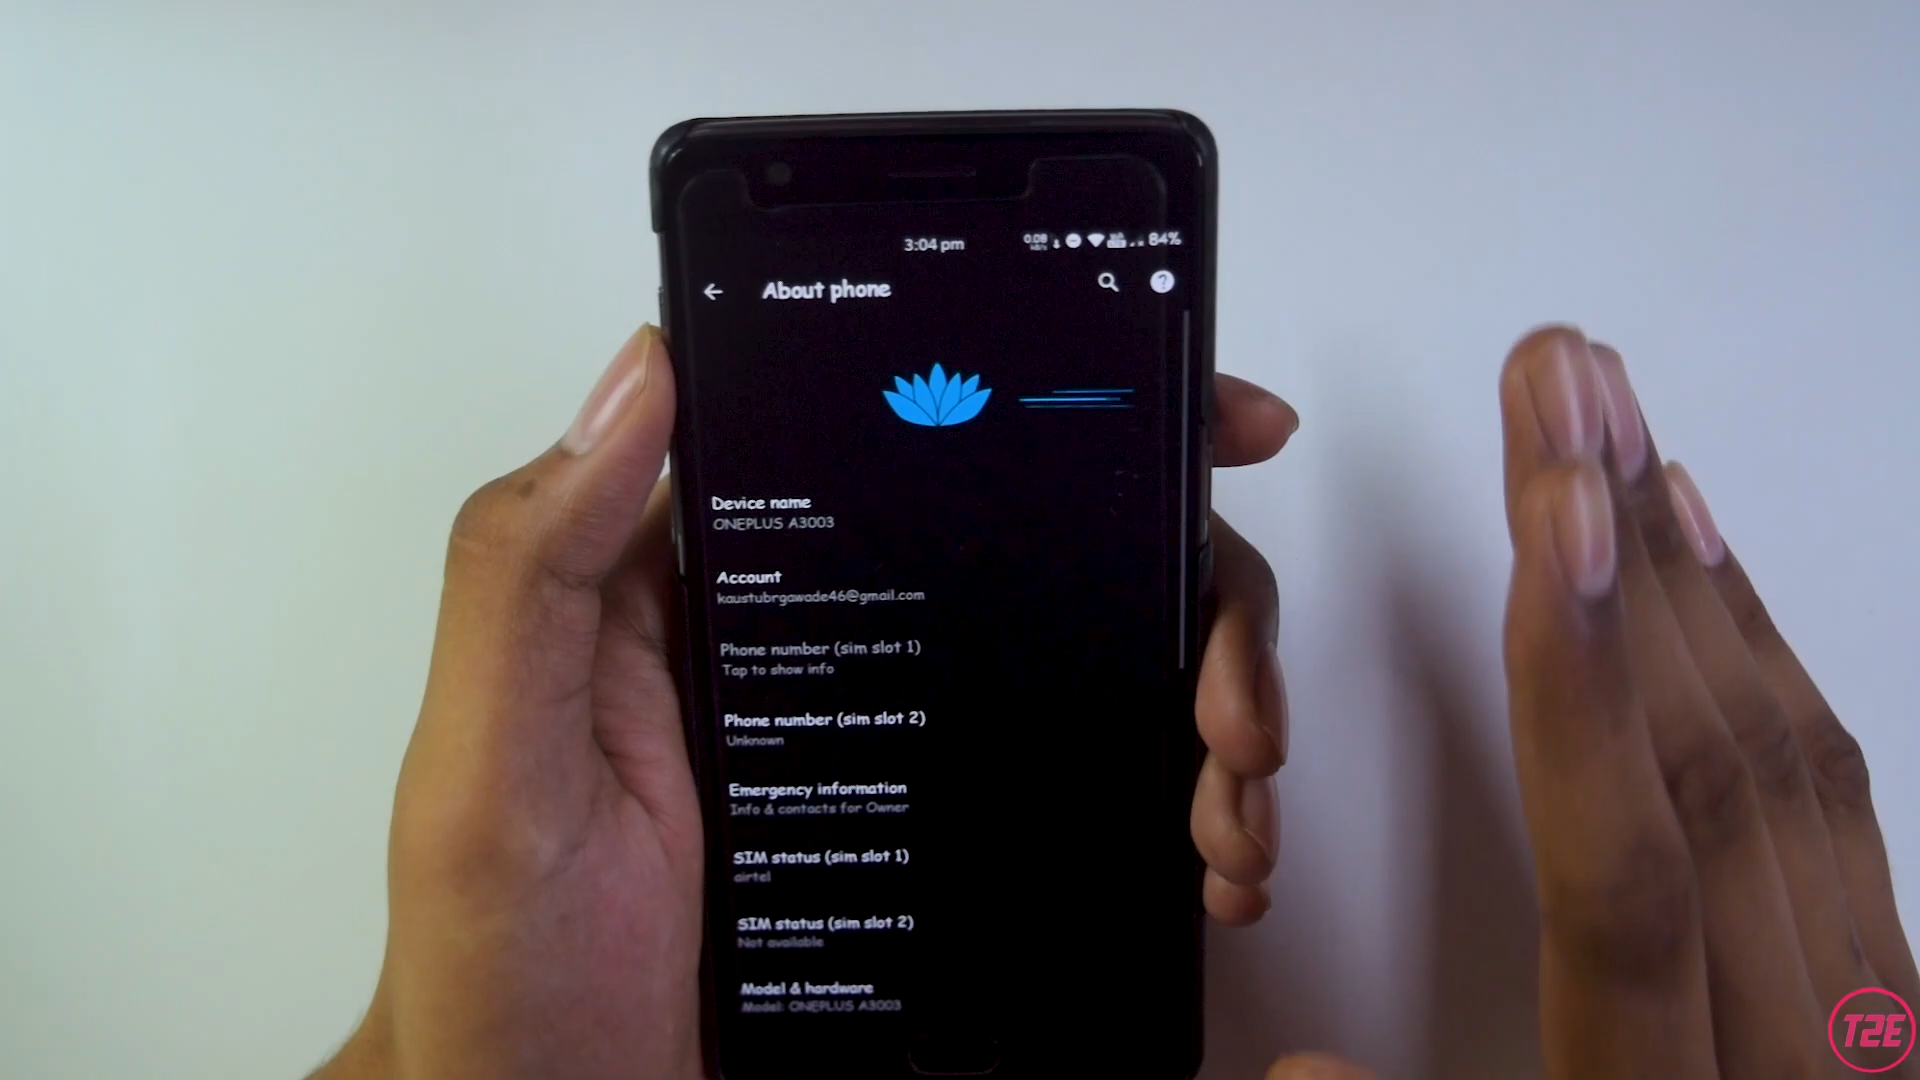 3:04 pm
84%
About phone
Device name
ONEPLUS A3003
Account
kaustubrgawade46@gmail.com
Phone number (sim slot 1)
Tap to show info
Phone number (sim slot 2)
Unknown
Emergency information
Info & contacts for Owner
SIM status (sim slot 1)
airtel
SIM status (sim slot 2)
Not available
Model & hardware
Model: ONEPLUS A3003
T2E